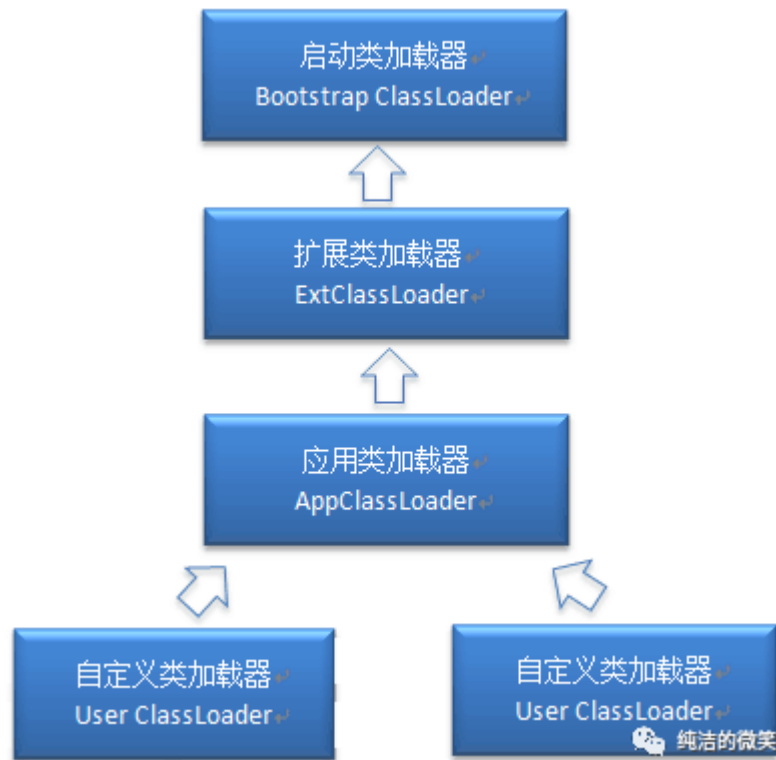 启动类加载器
Bootstrap ClassLoader
扩展类加载器
ExtClassLoader
应用类加载器
AppClassLoader
自定义类加载器
User ClassLoader
自定义类加载器
User ClassLoader
纯洁的微笑